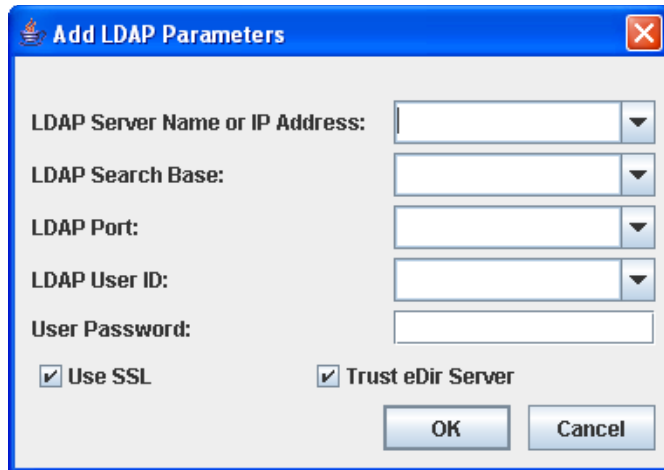 Add LDAP Parameters
LDAP Server Name or IP Address:
LDAP Search Base:
LDAP Port:
LDAP User ID:
User Password:
Use SSL Trust eDir Server
OK Cancel